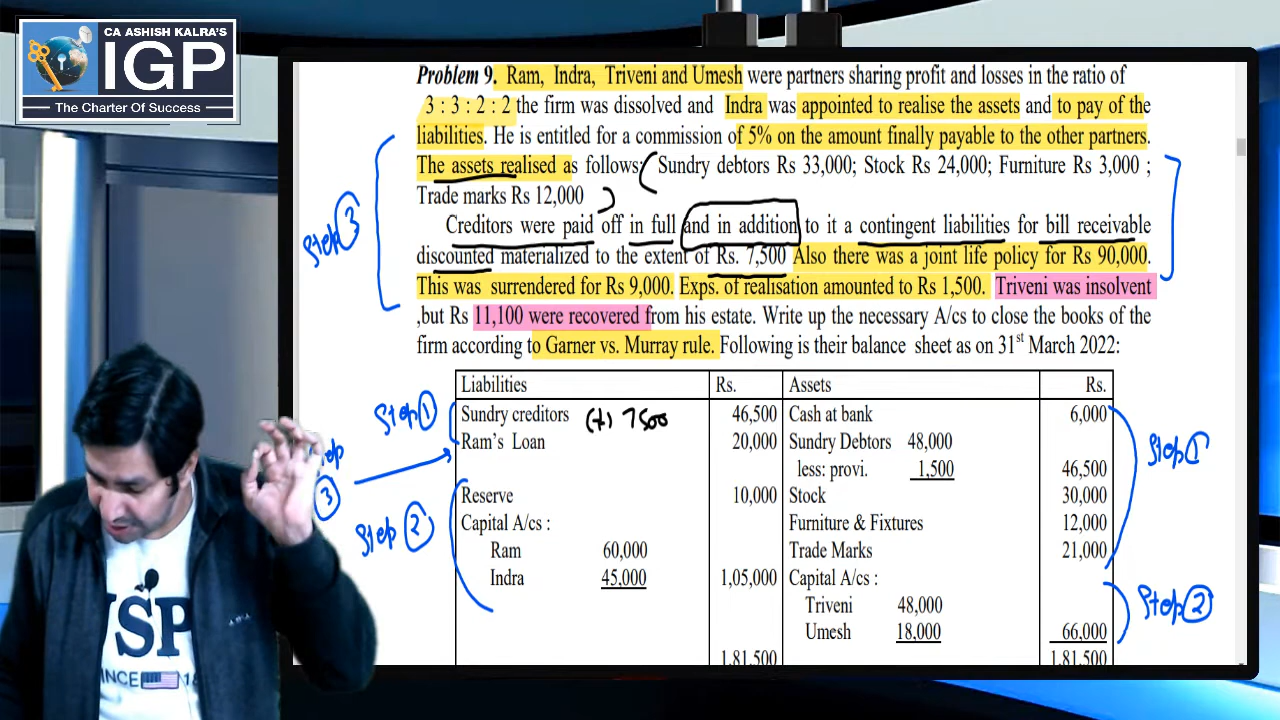 CA ASHISH KALRA'S
IGP
The Charter Of Success
Problem 9. Ram, Indra, Triveni and Umesh were partners sharing profit and losses in the ratio of
3 : 3 : 2 : 2 the firm was dissolved and Indra was appointed to realise the assets and to pay of the
liabilities. He is entitled for a commission of 5% on the amount finally payable to the other partners.
The assets realised as follows: Sundry debtors Rs 33,000; Stock Rs 24,000; Furniture Rs 3,000 ;
Trade marks Rs 12,000
Creditors were paid off in full and in addition to it a contingent liabilities for bill receivable
discounted materialized to the extent of Rs. 7,500 Also there was a joint life policy for Rs 90,000.
This was surrendered for Rs 9,000. Exps. of realisation amounted to Rs 1,500. Triveni was insolvent
,but Rs 11,100 were recovered from his estate. Write up the necessary A/cs to close the books of the
firm according to Garner vs. Murray rule. Following is their balance sheet as on 31st March 2022:
Step 3
Liabilities Rs. Assets Rs.
Sundry creditors (+) 7500 46,500 Cash at bank 6,000
Ram's Loan 20,000 Sundry Debtors 48,000
less: provi. 1,500 46,500
Reserve 10,000 Stock 30,000
Capital A/cs : Furniture & Fixtures 12,000
Ram 60,000 Trade Marks 21,000
Indra 45,000 1,05,000 Capital A/cs :
Triveni 48,000
Umesh 18,000 66,000
1,81,500 1,81,500
Step 1
Step 3
Step 2
Step 1
Step 2
USP
SINCE 18